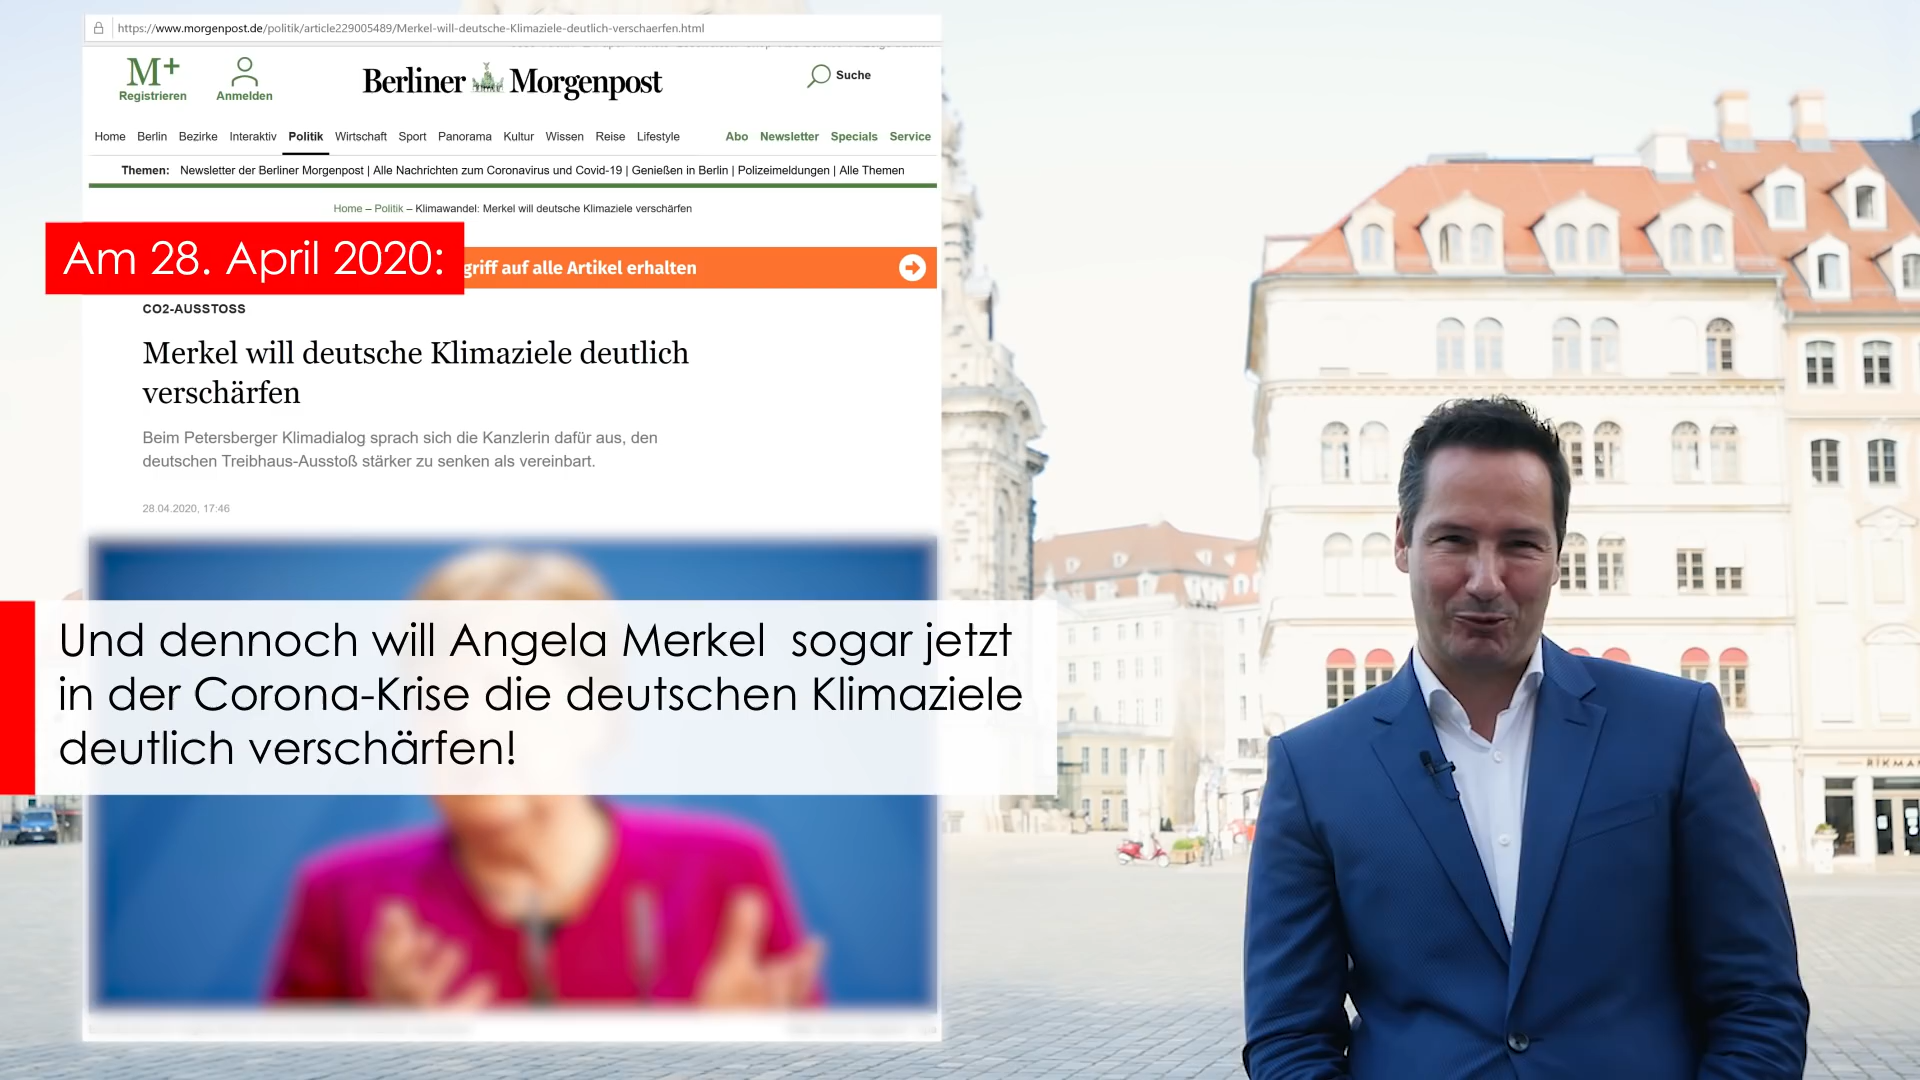 https://www.morgenpost.de/politik/article229005489/Merkel-will-deutsche-Klimaziele-deutlich-verschaerfen.html
M+
Registrieren
Anmelden
Berliner Morgenpost
Suche
Home Berlin Bezirke Interaktiv Politik Wirtschaft Sport Panorama Kultur Wissen Reise Lifestyle Abo Newsletter Specials Service
Themen: Newsletter der Berliner Morgenpost | Alle Nachrichten zum Coronavirus und Covid-19 | Genießen in Berlin | Polizeimeldungen | Alle Themen
Home – Politik – Klimawandel: Merkel will deutsche Klimaziele verschärfen
Am 28. April 2020:
griff auf alle Artikel erhalten
CO2-AUSSTOSS
Merkel will deutsche Klimaziele deutlich
verschärfen
Beim Petersberger Klimadialog sprach sich die Kanzlerin dafür aus, den
deutschen Treibhaus-Ausstoß stärker zu senken als vereinbart.
28.04.2020, 17:46
Und dennoch will Angela Merkel sogar jetzt
in der Corona-Krise die deutschen Klimaziele
deutlich verschärfen!
RIKMA